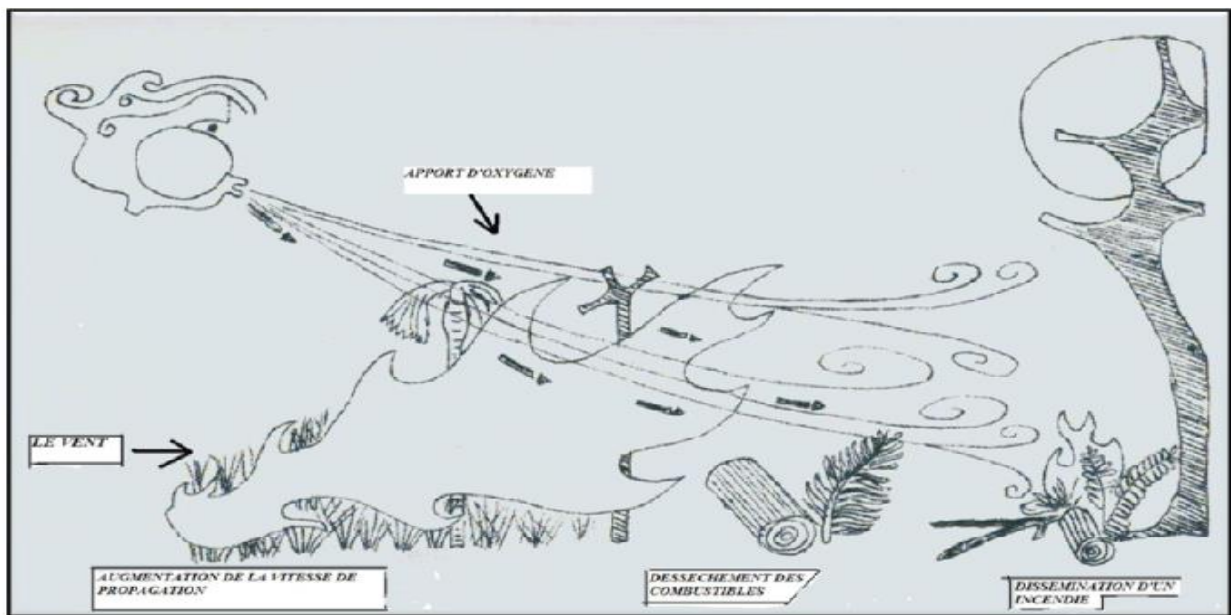 APPORT D'OXYGENE
LE VENT
AUGMENTATION DE LA VITESSE DE
PROPAGATION
DESSECHEMENT DES
COMBUSTIBLES
DISSEMINATION D'UN
INCENDIE